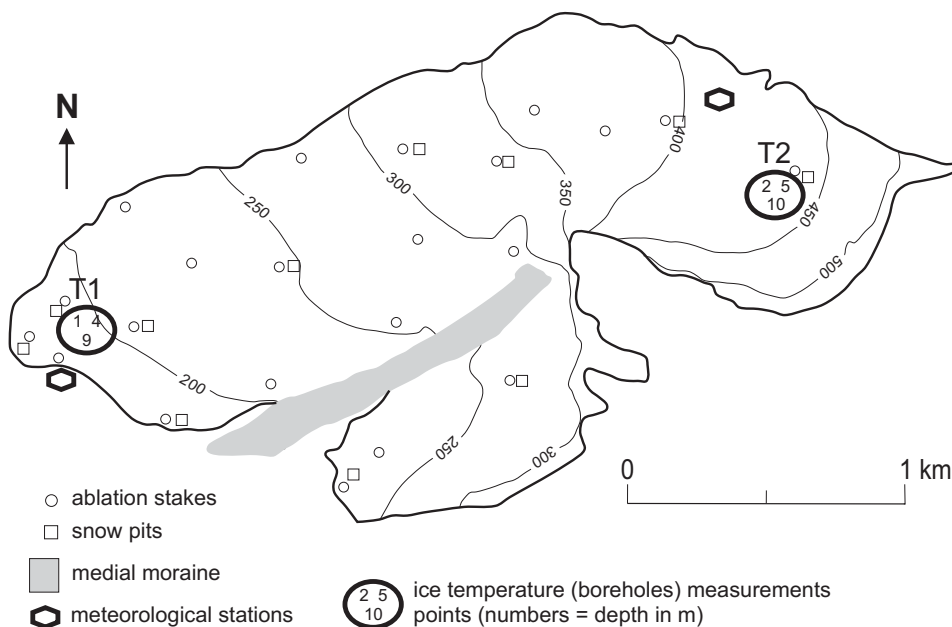 N
T1
1 4
9
T2
2 5
10
200
250
300
350
400
450
500
250
300
0 1 km
ablation stakes
snow pits
medial moraine
meteorological stations
2 5
10
ice temperature (boreholes) measurements
points (numbers = depth in m)